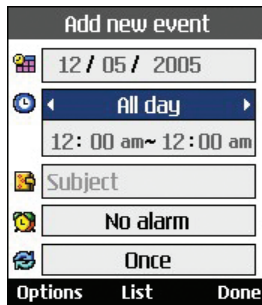 Add new event
12 / 05 / 2005
All day
12: 00 am~ 12 : 00 am
Subject
No alarm
Once
Options List Done